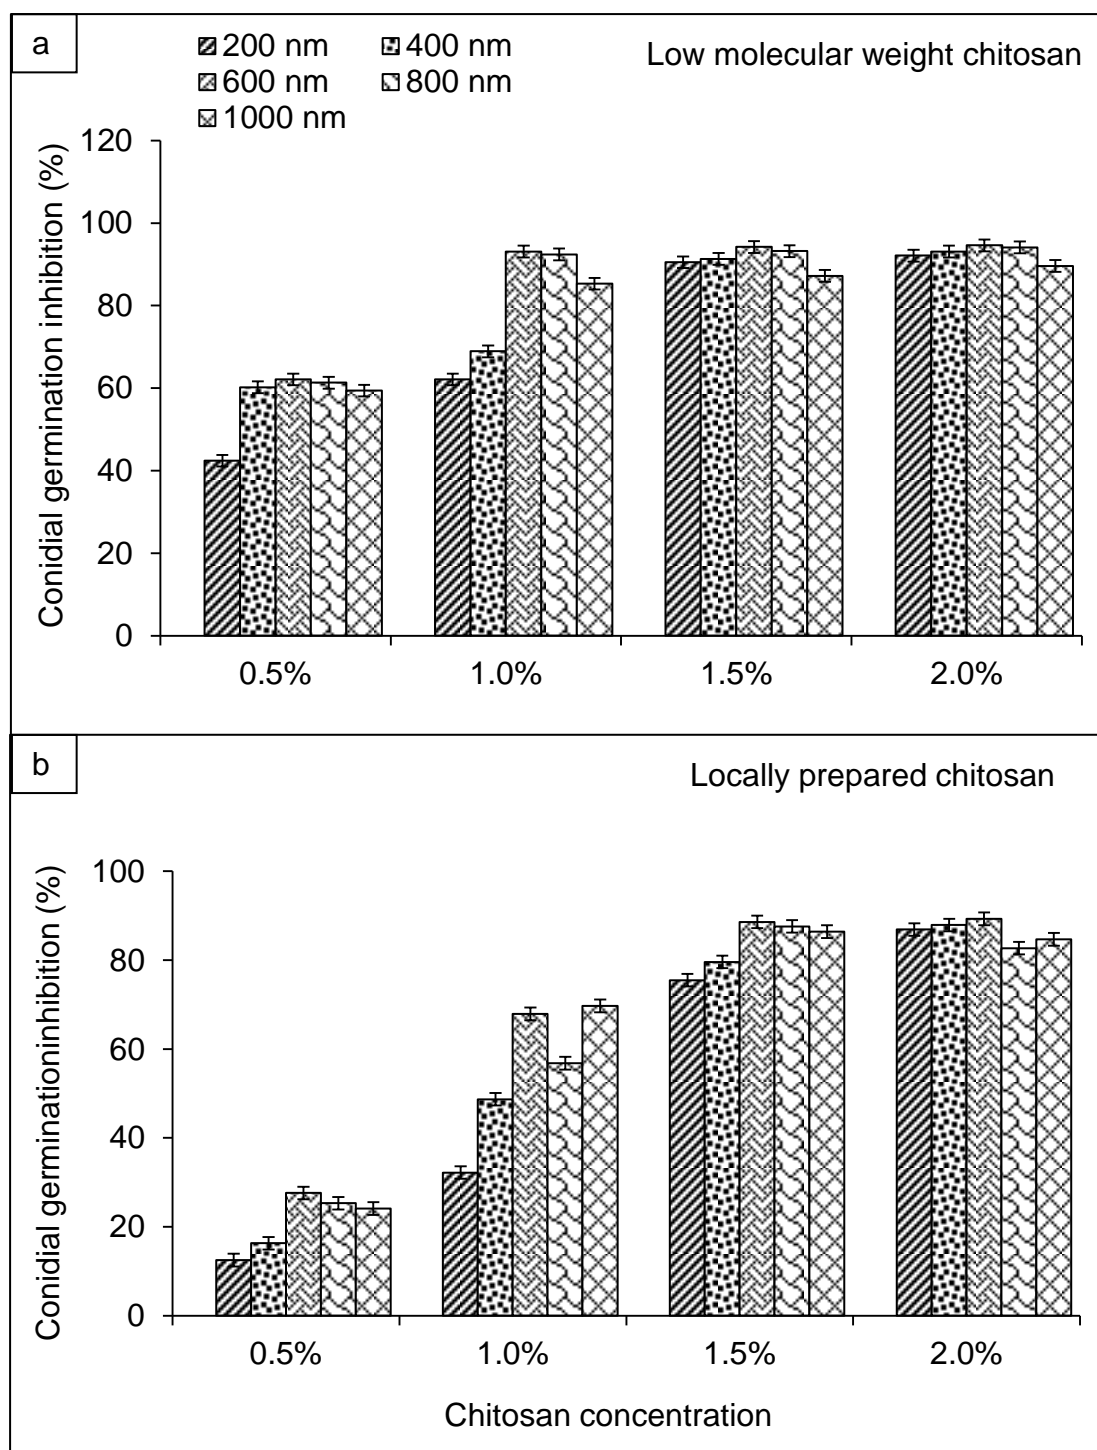 a
200 nm 400 nm
600 nm 800 nm
1000 nm
Low molecular weight chitosan
Conidial germination inhibition (%)
120
100
80
60
40
20
0
0.5% 1.0% 1.5% 2.0%
b
Locally prepared chitosan
Conidial germinationinhibition (%)
100
80
60
40
20
0
0.5% 1.0% 1.5% 2.0%
Chitosan concentration